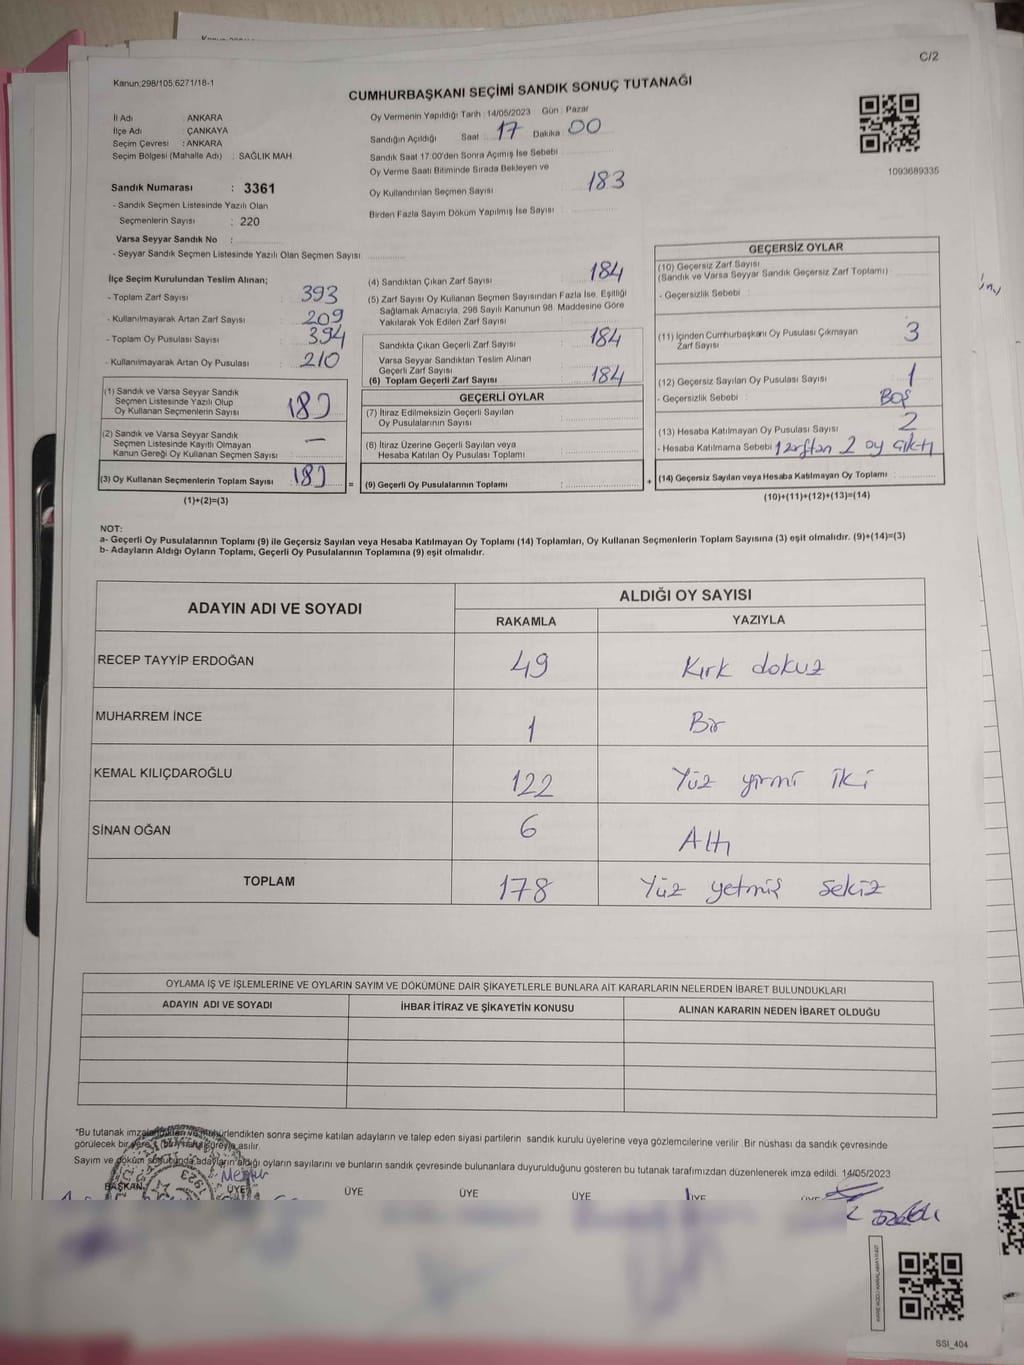 C/2
Kanun:298/105.6271/18-1
CUMHURBAŞKANI SEÇİMİ SANDIK SONUÇ TUTANAĞI
İl Adı : ANKARA
İlçe Adı : ÇANKAYA
Seçim Çevresi : ANKARA
Seçim Bölgesi (Mahalle Adı) : SAĞLIK MAH
Sandık Numarası : 3361
- Sandık Seçmen Listesinde Yazılı Olan
Seçmenlerin Sayısı : 220
Varsa Seyyar Sandık No :
- Seyyar Sandık Seçmen Listesinde Yazılı Olan Seçmen Sayısı
Oy Vermenin Yapıldığı Tarih : 14/05/2023 Gün : Pazar
Sandığın Açıldığı Saat : 17 Dakika : 00
Sandık Saat 17:00'den Sonra Açımış İse Sebebi :
Oy Verme Saati Bitiminde Sırada Bekleyen ve
Oy Kullandırılan Seçmen Sayısı : 183
Birden Fazla Sayım Döküm Yapılmış İse Sayısı :
1093689335
İlçe Seçim Kurulundan Teslim Alınan;
- Toplam Zarf Sayısı : 393
- Kullanılmayarak Artan Zarf Sayısı : 209
- Toplam Oy Pusulası Sayısı : 394
- Kullanılmayarak Artan Oy Pusulası : 210
(1) Sandık ve Varsa Seyyar Sandık
Seçmen Listesinde Yazılı Olup
Oy Kullanan Seçmenlerin Sayısı : 183
(2) Sandık ve Varsa Seyyar Sandık
Seçmen Listesinde Kayıtlı Olmayan
Kanun Gereği Oy Kullanan Seçmen Sayısı : —
(3) Oy Kullanan Seçmenlerin Toplam Sayısı : 183
(1)+(2)=(3)
(4) Sandıktan Çıkan Zarf Sayısı : 184
(5) Zarf Sayısı Oy Kullanan Seçmen Sayısından Fazla İse, Eşitliği
Sağlamak Amacıyla, 298 Sayılı Kanunun 98. Maddesine Göre
Yakılarak Yok Edilen Zarf Sayısı :
Sandıkta Çıkan Geçerli Zarf Sayısı : 184
Varsa Seyyar Sandıktan Teslim Alınan
Geçerli Zarf Sayısı :
(6) Toplam Geçerli Zarf Sayısı : 184
GEÇERLİ OYLAR
(7) İtiraz Edilmeksizin Geçerli Sayılan
Oy Pusulalarının Sayısı :
(8) İtiraz Üzerine Geçerli Sayılan veya
Hesaba Katılan Oy Pusulası Toplamı :
= (9) Geçerli Oy Pusulalarının Toplamı :
GEÇERSİZ OYLAR
(10) Geçersiz Zarf Sayısı
(Sandık ve Varsa Seyyar Sandık Geçersiz Zarf Toplamı) :
- Geçersizlik Sebebi :
(11) İçinden Cumhurbaşkanı Oy Pusulası Çıkmayan
Zarf Sayısı : 3
(12) Geçersiz Sayılan Oy Pusulası Sayısı : 1
- Geçersizlik Sebebi : BOŞ
(13) Hesaba Katılmayan Oy Pusulası Sayısı : 2
- Hesaba Katılmama Sebebi : 1 zarftan 2 oy çıktı
+ (14) Geçersiz Sayılan veya Hesaba Katılmayan Oy Toplamı :
(10)+(11)+(12)+(13)=(14)
NOT:
a- Geçerli Oy Pusulalarının Toplamı (9) ile Geçersiz Sayılan veya Hesaba Katılmayan Oy Toplamı (14) Toplamları, Oy Kullanan Seçmenlerin Toplam Sayısına (3) eşit olmalıdır. (9)+(14)=(3)
b- Adayların Aldığı Oyların Toplamı, Geçerli Oy Pusulalarının Toplamına (9) eşit olmalıdır.
ADAYIN ADI VE SOYADI
ALDIĞI OY SAYISI
RAKAMLA YAZIYLA
RECEP TAYYİP ERDOĞAN 49 Kırk dokuz
MUHARREM İNCE 1 Bir
KEMAL KILIÇDAROĞLU 122 Yüz yirmi iki
SİNAN OĞAN 6 Altı
TOPLAM 178 Yüz yetmiş sekiz
OYLAMA İŞ VE İŞLEMLERİNE VE OYLARIN SAYIM VE DÖKÜMÜNE DAİR ŞİKAYETLERLE BUNLARA AİT KARARLARIN NELERDEN İBARET BULUNDUKLARI
ADAYIN ADI VE SOYADI İHBAR İTİRAZ VE ŞİKAYETİN KONUSU ALINAN KARARIN NEDEN İBARET OLDUĞU
*Bu tutanak imzalandıktan ve mühürlendikten sonra seçime katılan adayların ve talep eden siyasi partilerin sandık kurulu üyelerine veya gözlemcilerine verilir. Bir nüshası da sandık çevresinde
görülecek bir yere asılır.
Sayım ve döküm sonucunda adayların aldığı oyların sayılarını ve bunların sandık çevresinde bulunanlara duyurulduğunu gösteren bu tutanak tarafımızdan düzenlenerek imza edildi. 14/05/2023
BAŞKAN ÜYE ÜYE ÜYE ÜYE ÜYE
1923
SSI_404